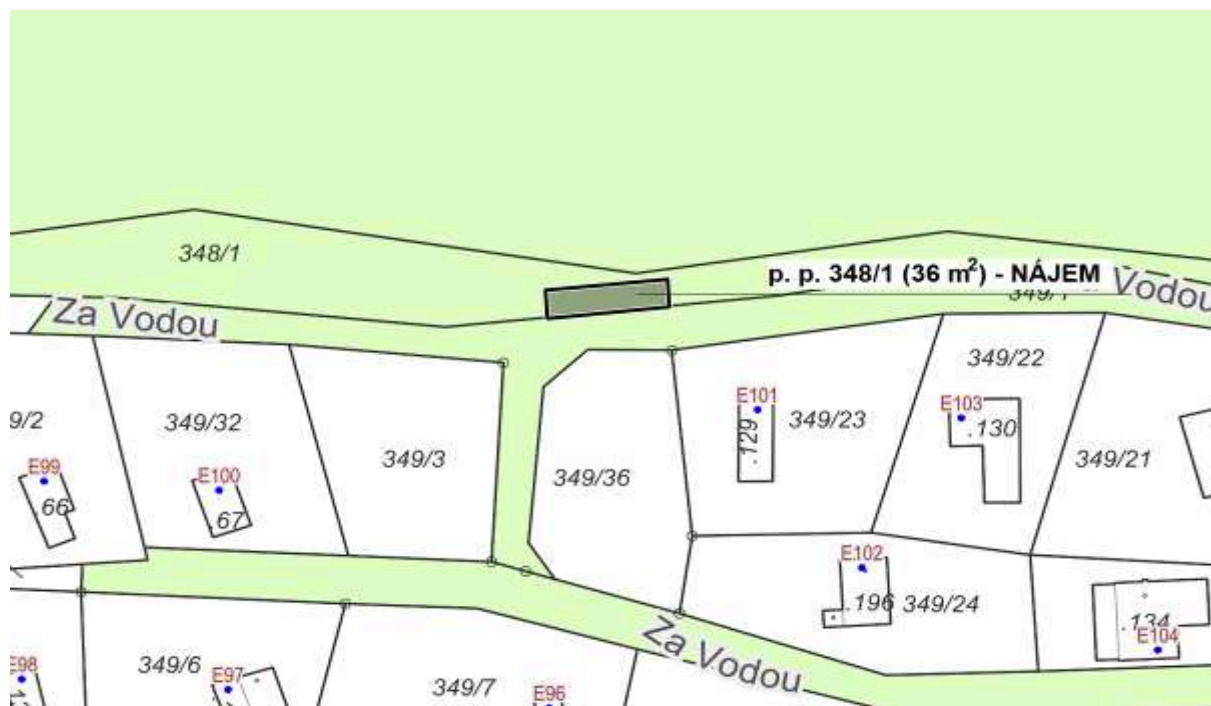 348/1
p. p. 348/1 (36 m²) - NÁJEM
Za Vodou
Vodou
349/22
E101
E103
9/2
349/32
349/23
.129
.130
349/3
349/21
349/36
E99
E100
66
.67
E102
.196
349/24
.134
E104
Za Vodou
349/6
E98
E97
349/7
E96